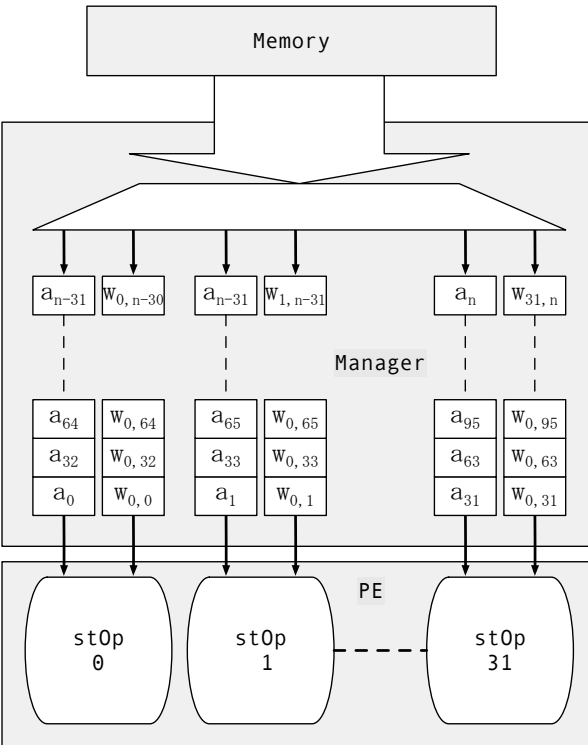 Memory
a_{n-31} w_{0,n-30} a_{n-31} w_{1,n-31} a_n w_{31,n}
Manager
a_{64} w_{0,64} a_{65} w_{0,65} a_{95} w_{0,95}
a_{32} w_{0,32} a_{33} w_{0,33} a_{63} w_{0,63}
a_0 w_{0,0} a_1 w_{0,1} a_{31} w_{0,31}
PE
stOp stOp stOp
0 1 31